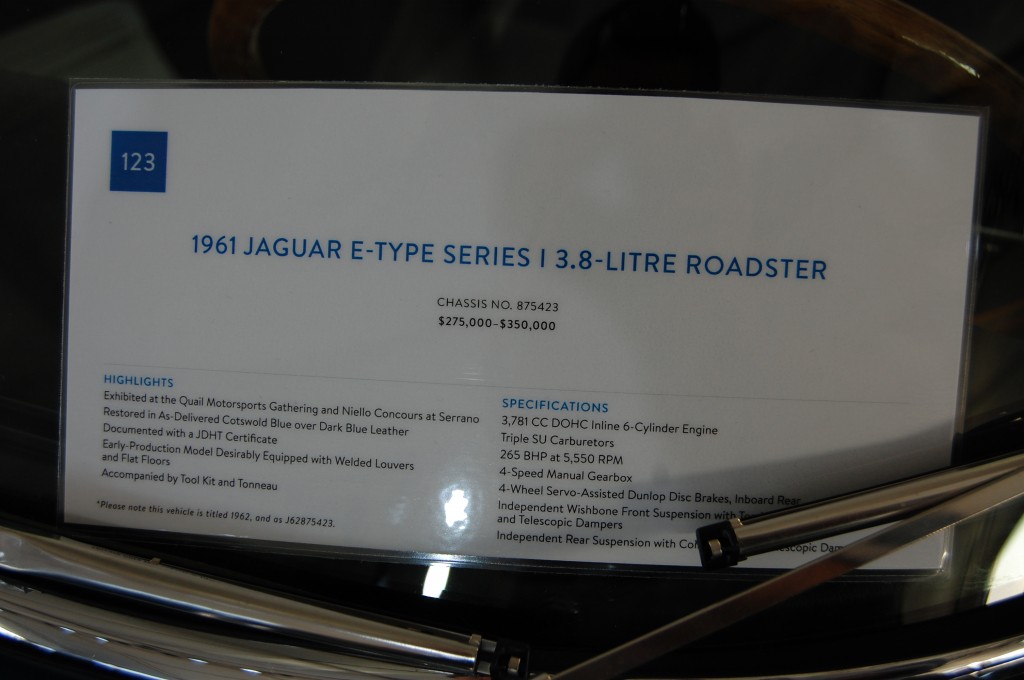 123
1961 JAGUAR E-TYPE SERIES I 3.8-LITRE ROADSTER
CHASSIS NO. 875423
$275,000–$350,000
HIGHLIGHTS
Exhibited at the Quail Motorsports Gathering and Niello Concours at Serrano
Restored in As-Delivered Cotswold Blue over Dark Blue Leather
Documented with a JDHT Certificate
Early-Production Model Desirably Equipped with Welded Louvers
and Flat Floors
Accompanied by Tool Kit and Tonneau
*Please note this vehicle is titled 1962, and as J62875423.
SPECIFICATIONS
3,781 CC DOHC Inline 6-Cylinder Engine
Triple SU Carburetors
265 BHP at 5,550 RPM
4-Speed Manual Gearbox
4-Wheel Servo-Assisted Dunlop Disc Brakes, Inboard Rear
Independent Wishbone Front Suspension with
and Telescopic Dampers
Independent Rear Suspension with